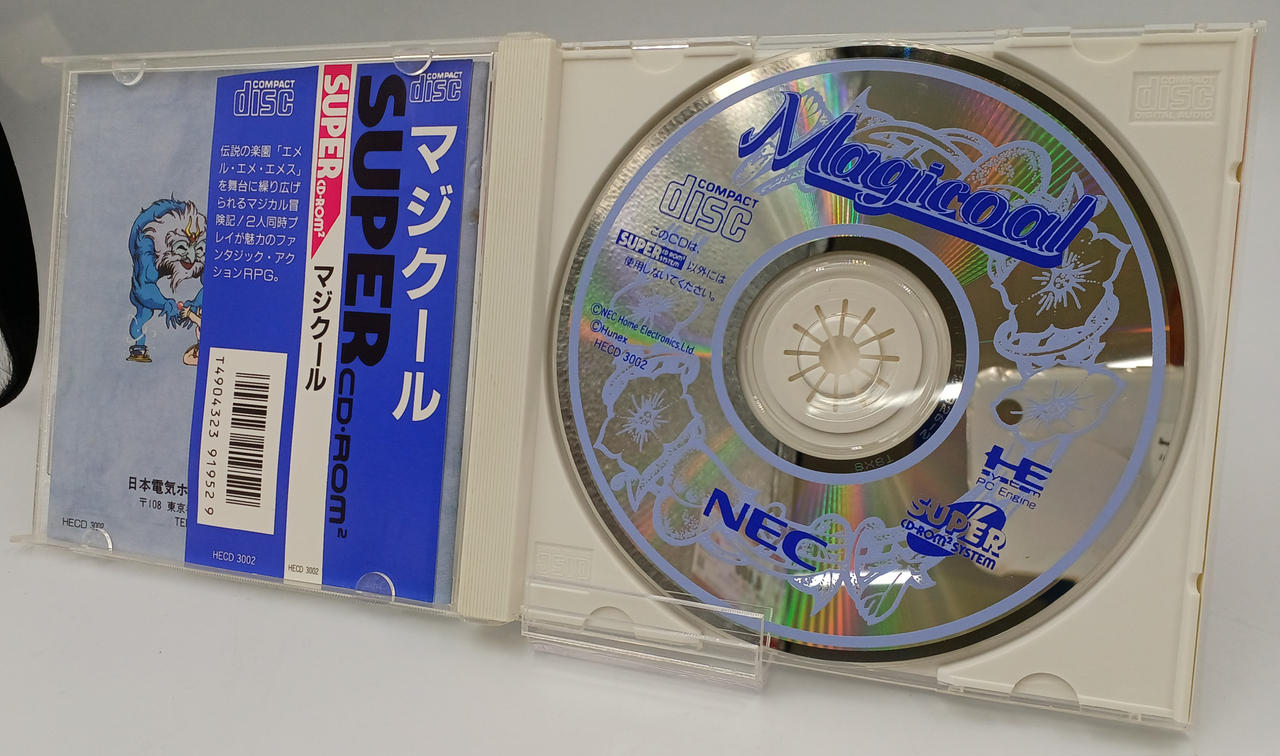 COMPACT
disc
伝説の楽園「エメ
ル・エメ・エメス」
を舞台に繰り広げ
られるマジカル冒
険記/2人同時プ
レイが魅力のファ
ンタジック・アク
ションRPG。
T4904323 919529
HECD 3002
SUPER CD-ROM²
マジクール
HECD 3002
COMPACT
disc
SUPER CD-ROM²
マジクール
日本電気ホ
〒108 東京
TEL
HECD 3002
COMPACT
disc
DIGITAL AUDIO
Magicoal
COMPACT
disc
このCDは、
SUPER CD-ROM² SYSTEM 以外には
使用しないでください。
©NEC Home Electronics,Ltd
©Hunex
HECD 3002
HE
System
PC Engine
SUPER
CD-ROM² SYSTEM
NEC